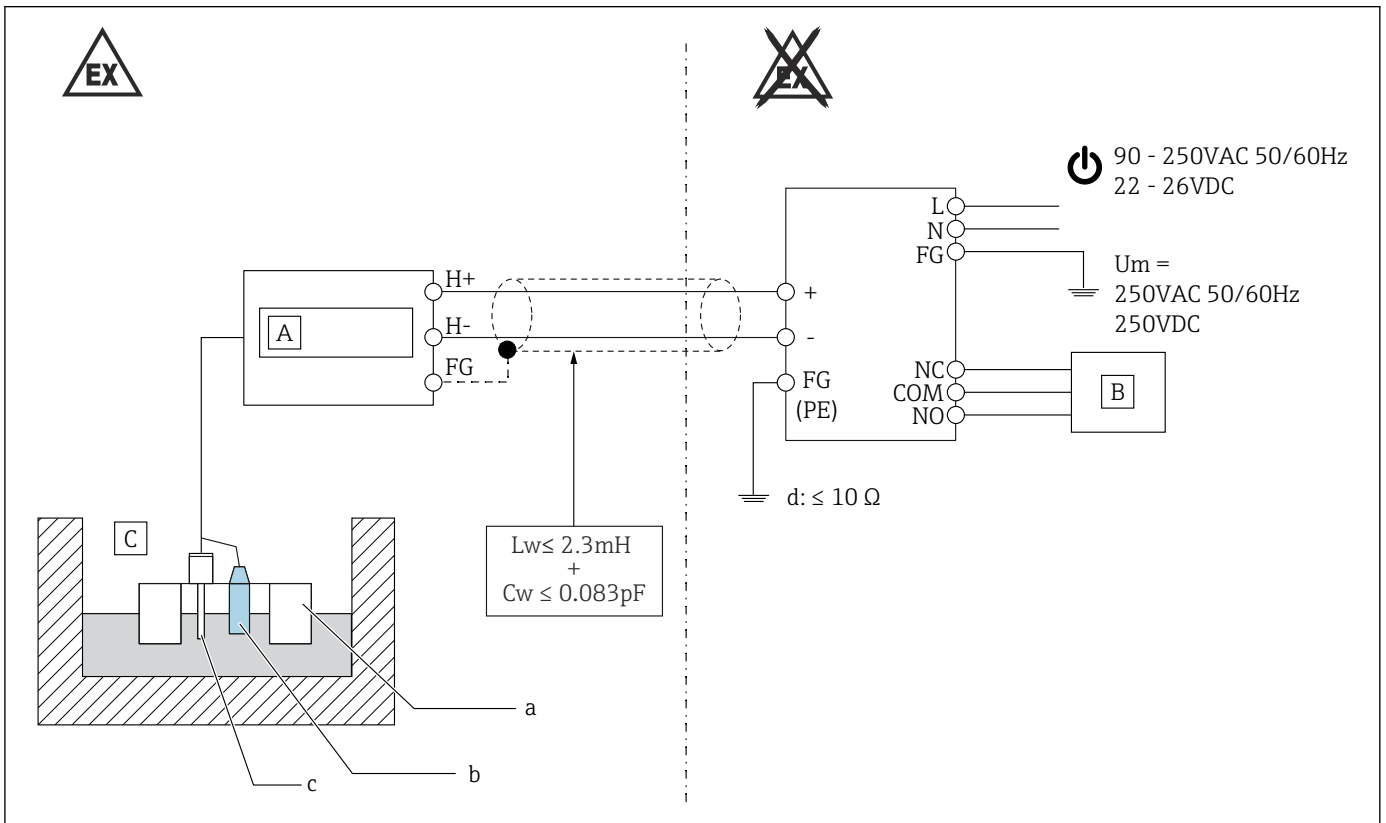 EX
EX
90 - 250VAC 50/60Hz
22 - 26VDC
L
N
FG
Um =
250VAC 50/60Hz
250VDC
H+
+
A
H-
-
FG
FG
(PE)
NC
COM
NO
B
d: ≤ 10 Ω
C
Lw≤ 2.3mH
+
Cw ≤ 0.083pF
a
b
c